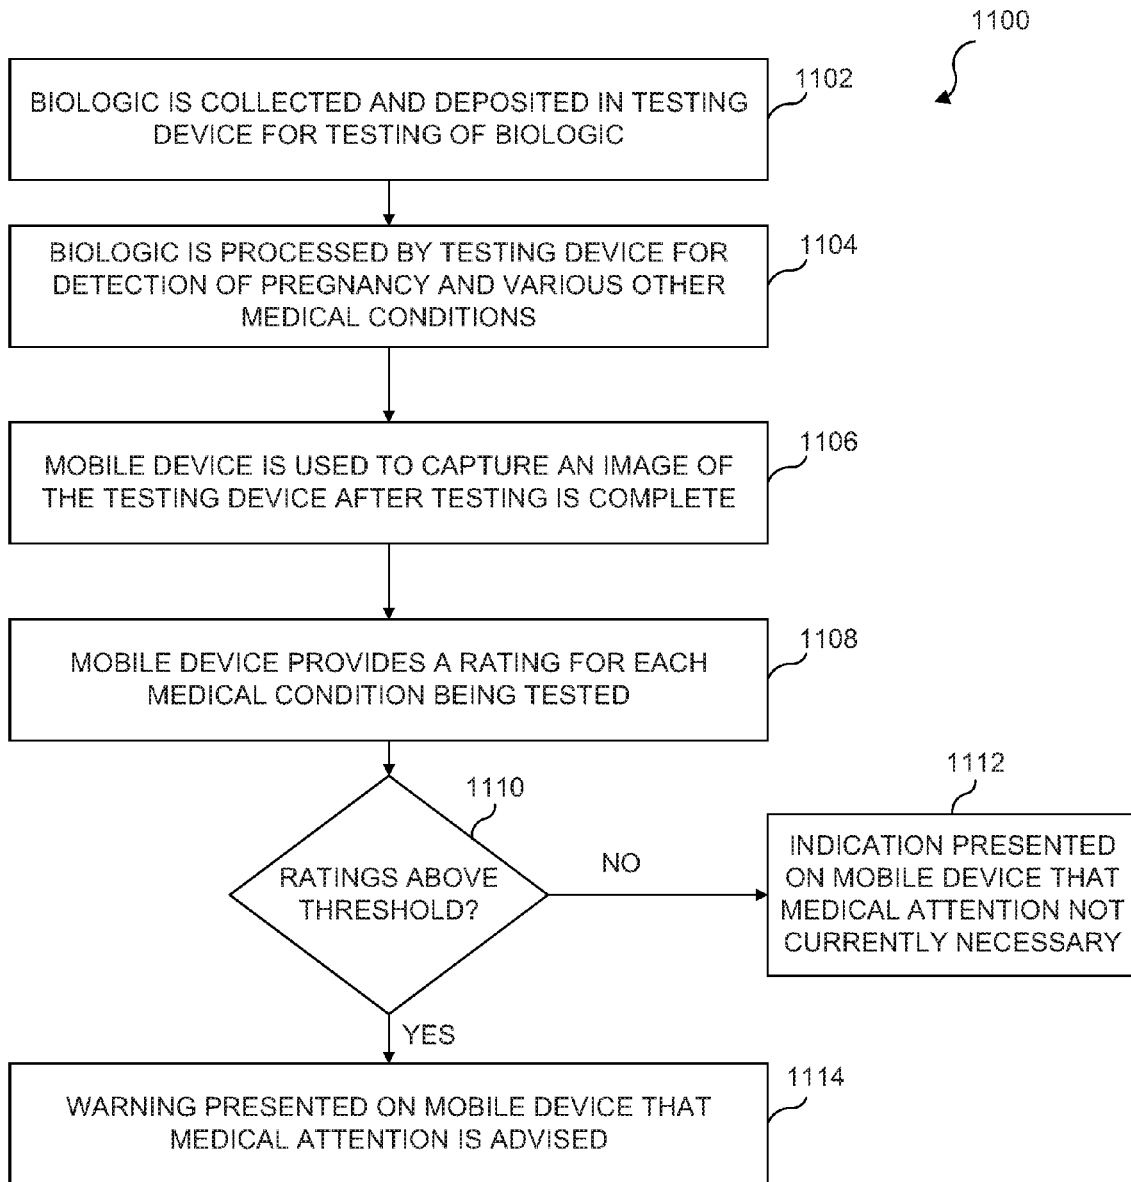 1100
1102
BIOLOGIC IS COLLECTED AND DEPOSITED IN TESTING
DEVICE FOR TESTING OF BIOLOGIC
1104
BIOLOGIC IS PROCESSED BY TESTING DEVICE FOR
DETECTION OF PREGNANCY AND VARIOUS OTHER
MEDICAL CONDITIONS
1106
MOBILE DEVICE IS USED TO CAPTURE AN IMAGE OF
THE TESTING DEVICE AFTER TESTING IS COMPLETE
1108
MOBILE DEVICE PROVIDES A RATING FOR EACH
MEDICAL CONDITION BEING TESTED
1110
RATINGS ABOVE
THRESHOLD?
NO
1112
INDICATION PRESENTED
ON MOBILE DEVICE THAT
MEDICAL ATTENTION NOT
CURRENTLY NECESSARY
YES
1114
WARNING PRESENTED ON MOBILE DEVICE THAT
MEDICAL ATTENTION IS ADVISED